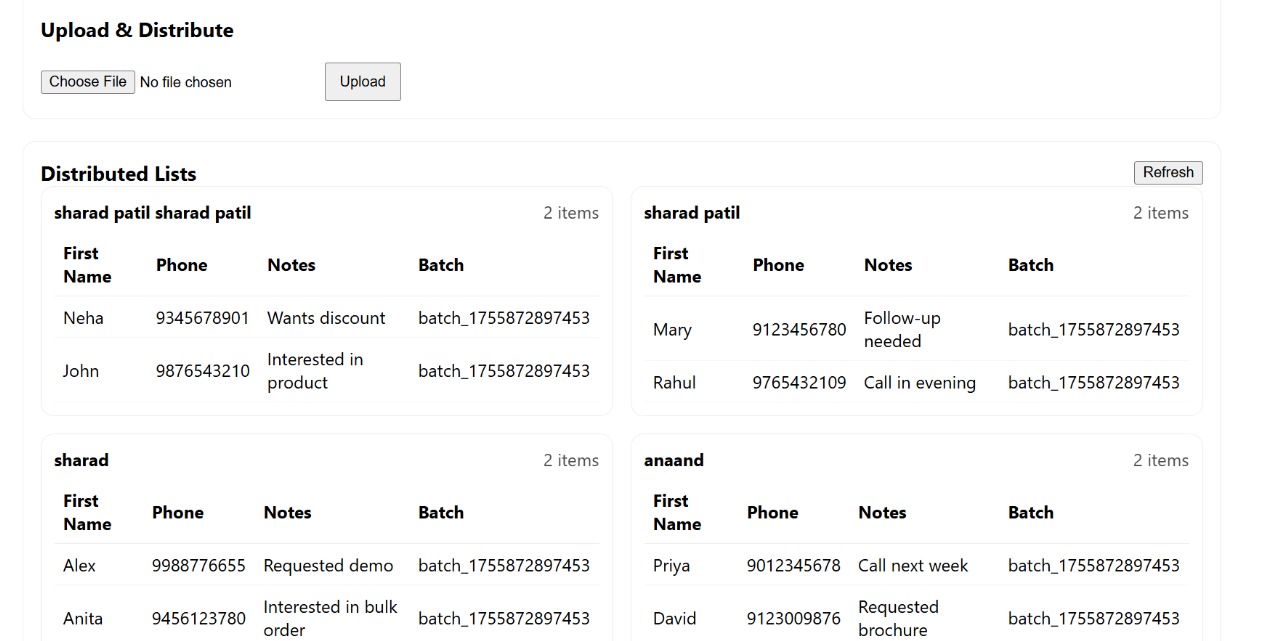 Upload & Distribute
Choose File No file chosen Upload
Distributed Lists Refresh
sharad patil sharad patil 2 items
First Name Phone Notes Batch
Neha 9345678901 Wants discount batch_1755872897453
John 9876543210 Interested in product batch_1755872897453
sharad patil 2 items
First Name Phone Notes Batch
Mary 9123456780 Follow-up needed batch_1755872897453
Rahul 9765432109 Call in evening batch_1755872897453
sharad 2 items
First Name Phone Notes Batch
Alex 9988776655 Requested demo batch_1755872897453
Anita 9456123780 Interested in bulk order batch_1755872897453
anaand 2 items
First Name Phone Notes Batch
Priya 9012345678 Call next week batch_1755872897453
David 9123009876 Requested brochure batch_1755872897453